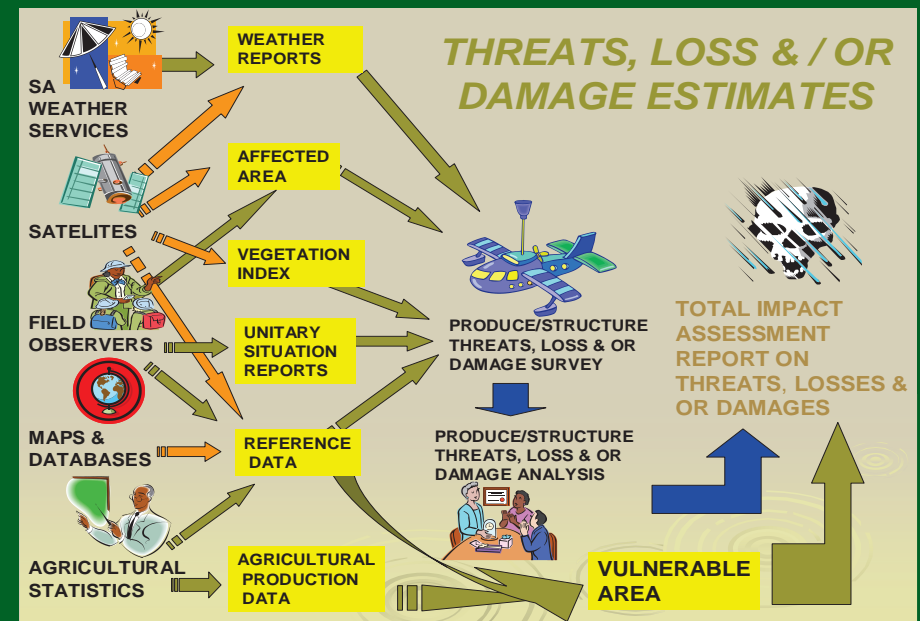 THREATS, LOSS & / OR
DAMAGE ESTIMATES
SA
WEATHER
SERVICES
SATELITES
FIELD
OBSERVERS
MAPS &
DATABASES
AGRICULTURAL
STATISTICS
WEATHER
REPORTS
AFFECTED
AREA
VEGETATION
INDEX
UNITARY
SITUATION
REPORTS
REFERENCE
DATA
AGRICULTURAL
PRODUCTION
DATA
PRODUCE/STRUCTURE
THREATS, LOSS & OR
DAMAGE SURVEY
PRODUCE/STRUCTURE
THREATS, LOSS & OR
DAMAGE ANALYSIS
VULNERABLE
AREA
TOTAL IMPACT
ASSESSMENT
REPORT ON
THREATS, LOSSES &
OR DAMAGES